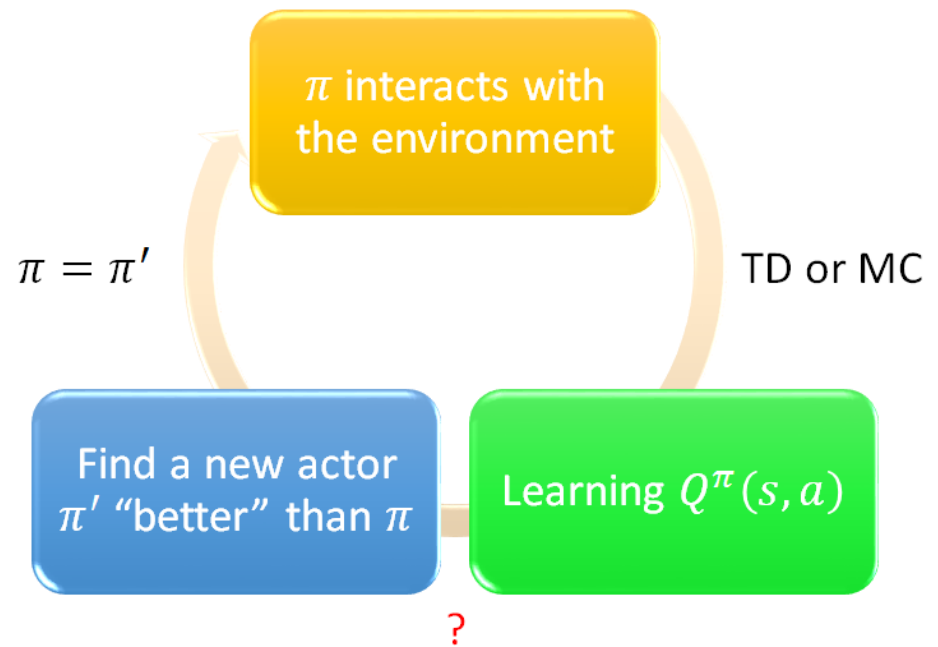 π interacts with
the environment
π = π′
TD or MC
Find a new actor
π′ “better” than π
Learning Q^π(s, a)
?